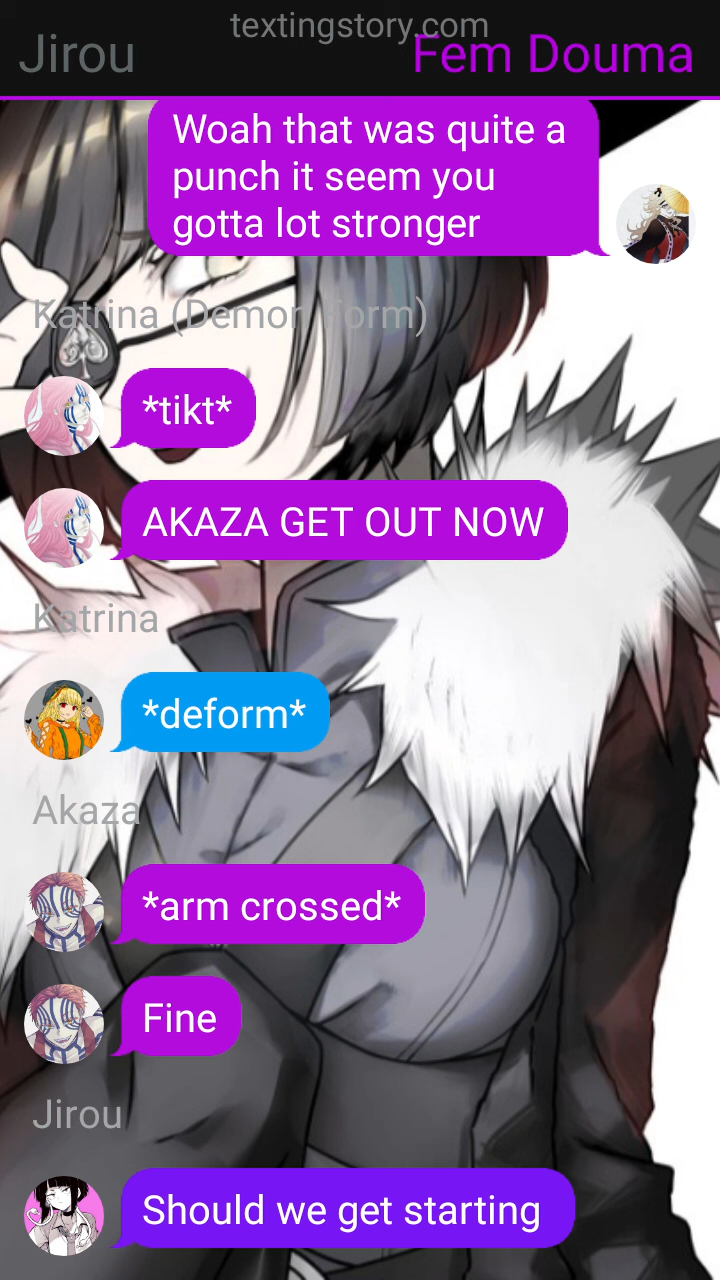 textingstory.com
Jirou
Fem Douma
Woah that was quite a
punch it seem you
gotta lot stronger
Katrina (Demon Form)
*tikt*
AKAZA GET OUT NOW
Katrina
*deform*
Akaza
*arm crossed*
Fine
Jirou
Should we get starting